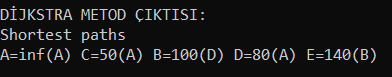 DİJKSTRA METOD ÇIKTISI:
Shortest paths
A=inf(A) C=50(A) B=100(D) D=80(A) E=140(B)